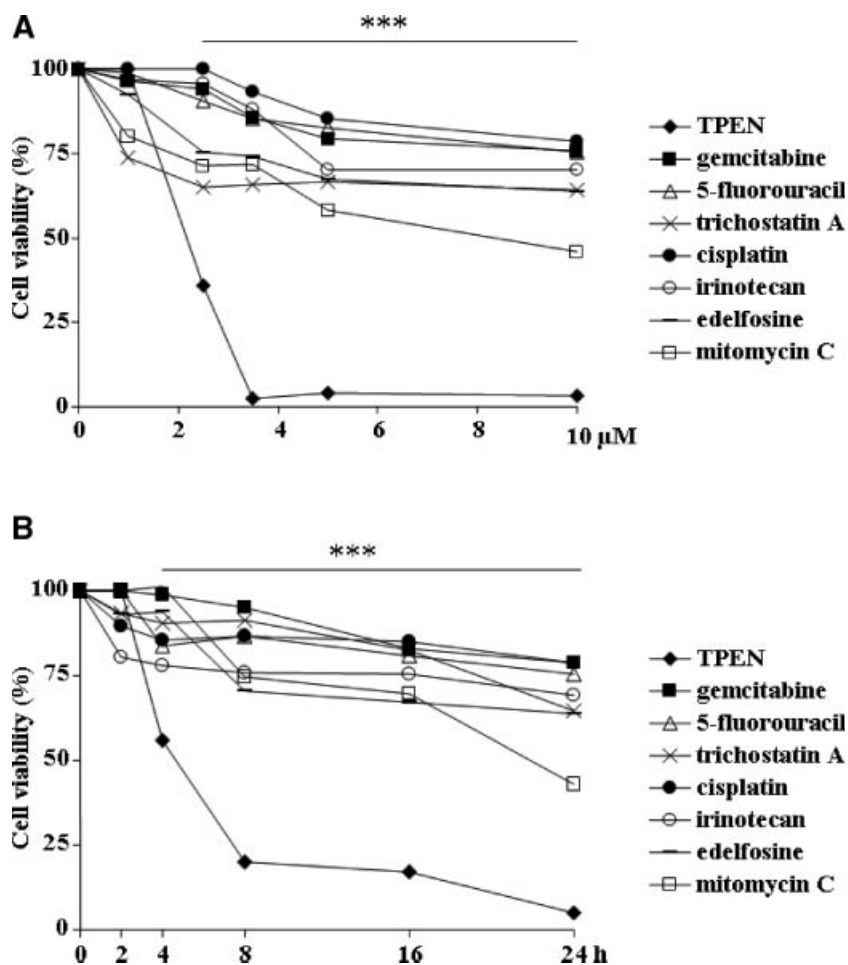 A
***
Cell viability (%)
100
75
50
25
0
0 2 4 6 8 10 µM
TPEN
gemcitabine
5-fluorouracil
trichostatin A
cisplatin
irinotecan
edelfosine
mitomycin C
B
***
Cell viability (%)
100
75
50
25
0
0 2 4 8 16 24 h
TPEN
gemcitabine
5-fluorouracil
trichostatin A
cisplatin
irinotecan
edelfosine
mitomycin C